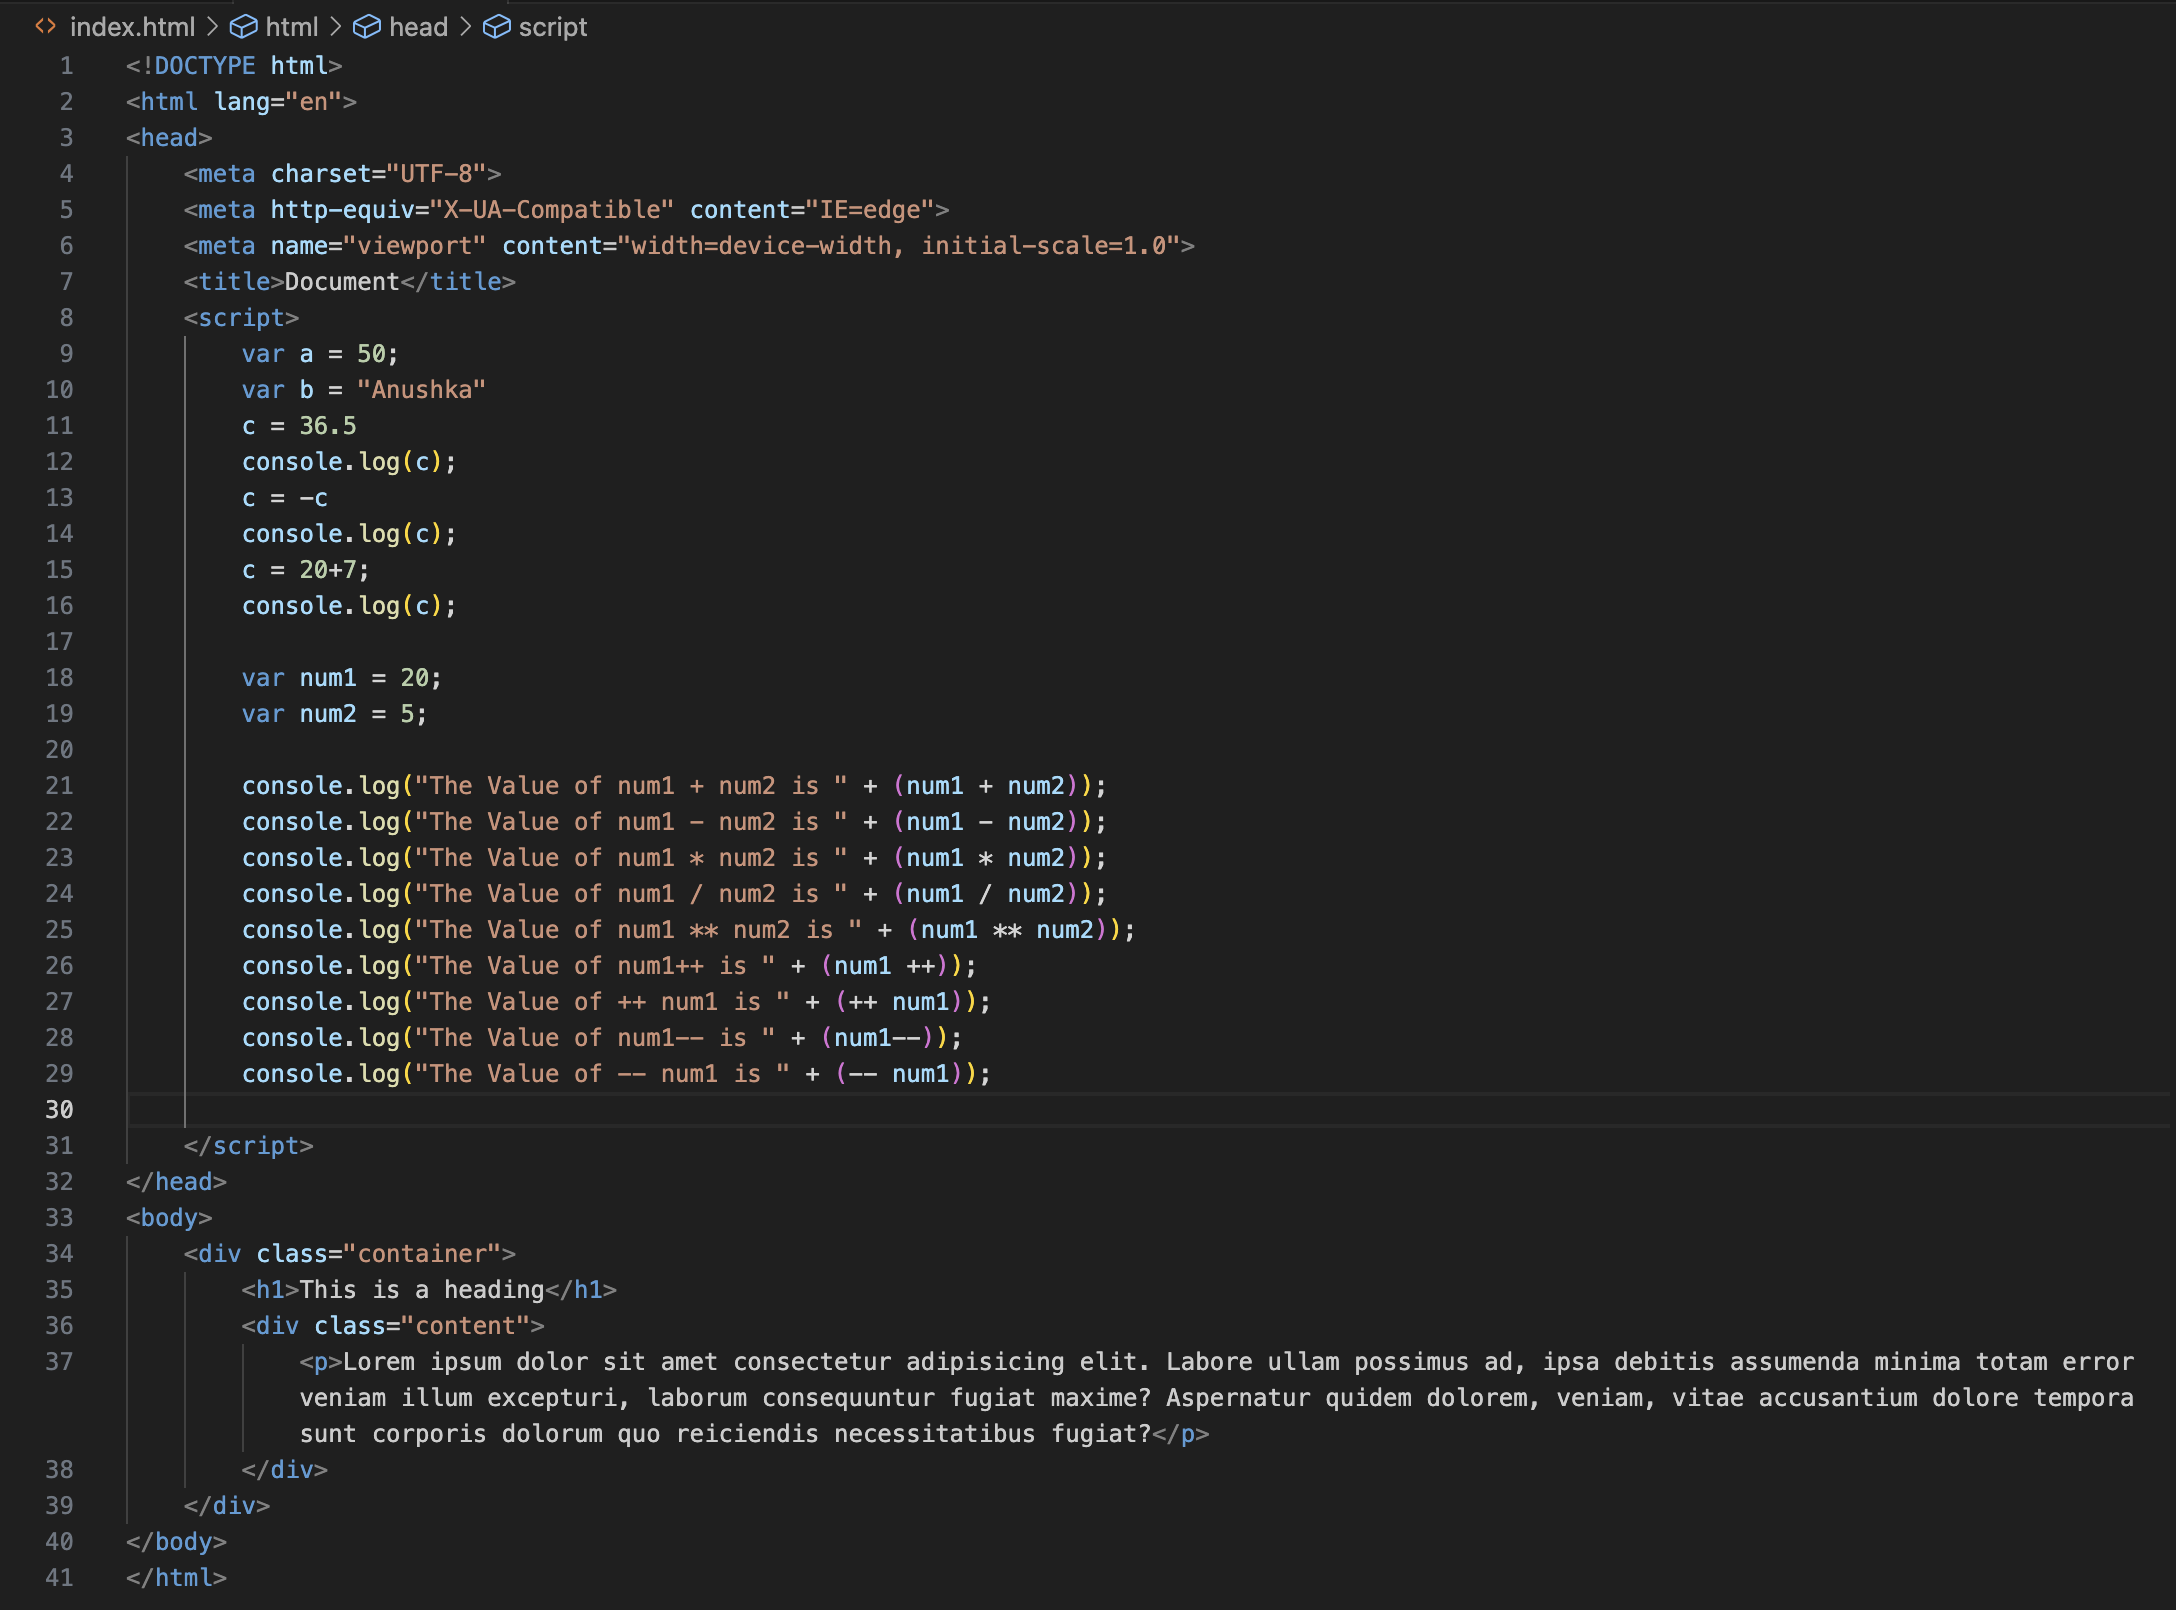 index.html > html > head > script
1 <!DOCTYPE html>
2 <html lang="en">
3 <head>
4     <meta charset="UTF-8">
5     <meta http-equiv="X-UA-Compatible" content="IE=edge">
6     <meta name="viewport" content="width=device-width, initial-scale=1.0">
7     <title>Document</title>
8     <script>
9         var a = 50;
10         var b = "Anushka"
11         c = 36.5
12         console.log(c);
13         c = -c
14         console.log(c);
15         c = 20+7;
16         console.log(c);
17
18         var num1 = 20;
19         var num2 = 5;
20
21         console.log("The Value of num1 + num2 is " + (num1 + num2));
22         console.log("The Value of num1 - num2 is " + (num1 - num2));
23         console.log("The Value of num1 * num2 is " + (num1 * num2));
24         console.log("The Value of num1 / num2 is " + (num1 / num2));
25         console.log("The Value of num1 ** num2 is " + (num1 ** num2));
26         console.log("The Value of num1++ is " + (num1 ++));
27         console.log("The Value of ++ num1 is " + (++ num1));
28         console.log("The Value of num1-- is " + (num1--));
29         console.log("The Value of -- num1 is " + (-- num1));
30
31     </script>
32 </head>
33 <body>
34     <div class="container">
35         <h1>This is a heading</h1>
36         <div class="content">
37             <p>Lorem ipsum dolor sit amet consectetur adipisicing elit. Labore ullam possimus ad, ipsa debitis assumenda minima totam error
veniam illum excepturi, laborum consequuntur fugiat maxime? Aspernatur quidem dolorem, veniam, vitae accusantium dolore tempora
sunt corporis dolorum quo reiciendis necessitatibus fugiat?</p>
38         </div>
39     </div>
40 </body>
41 </html>